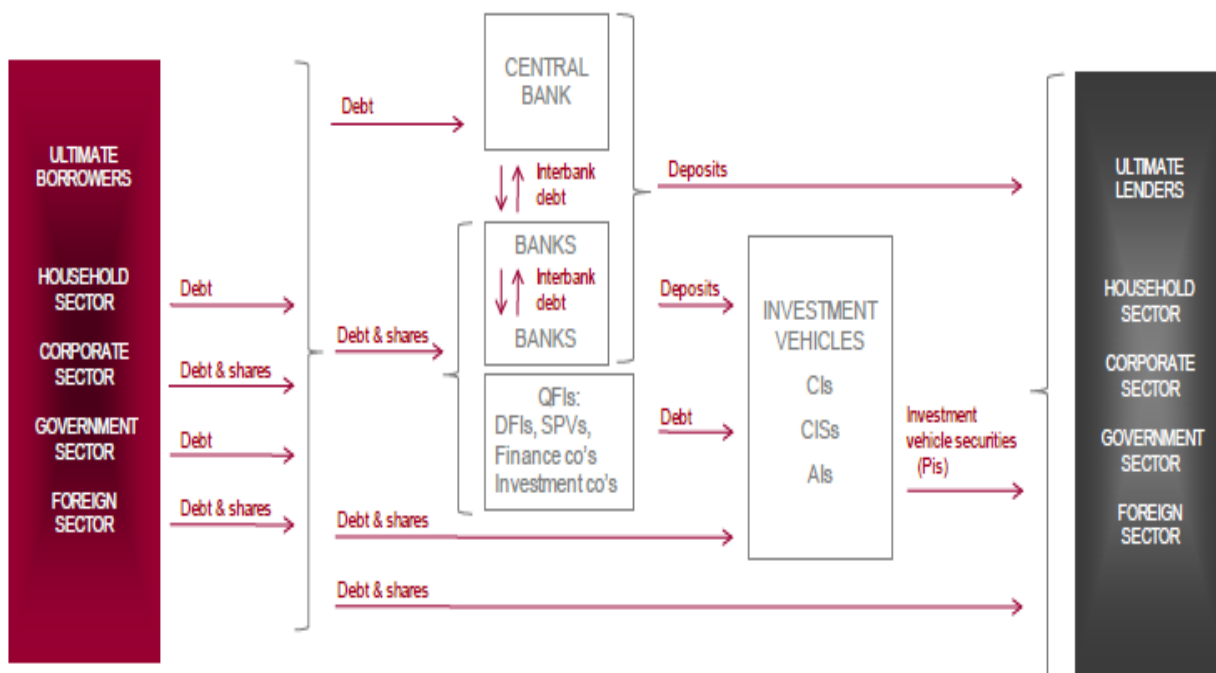 ULTIMATE
BORROWERS
HOUSEHOLD
SECTOR
CORPORATE
SECTOR
GOVERNMENT
SECTOR
FOREIGN
SECTOR
Debt
Debt & shares
Debt
Debt & shares
Debt
Debt & shares
Debt & shares
Debt & shares
CENTRAL
BANK
Interbank
debt
BANKS
Interbank
debt
BANKS
QFIs:
DFIs, SPVs,
Finance co's
Investment co's
Deposits
Deposits
Debt
INVESTMENT
VEHICLES
CIs
CISs
AIs
Investment
vehicle securities
(Pis)
ULTIMATE
LENDERS
HOUSEHOLD
SECTOR
CORPORATE
SECTOR
GOVERNMENT
SECTOR
FOREIGN
SECTOR